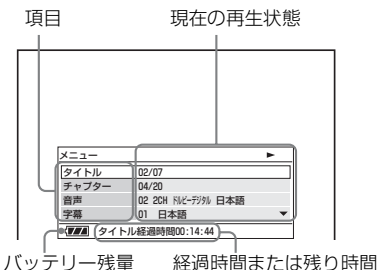 項目
現在の再生状態
メニュー
タイトル 02/07
チャプター 04/20
音声 02 2CH ドルビーデジタル 日本語
字幕 01 日本語
タイトル経過時間00:14:44
バッテリー残量
経過時間または残り時間